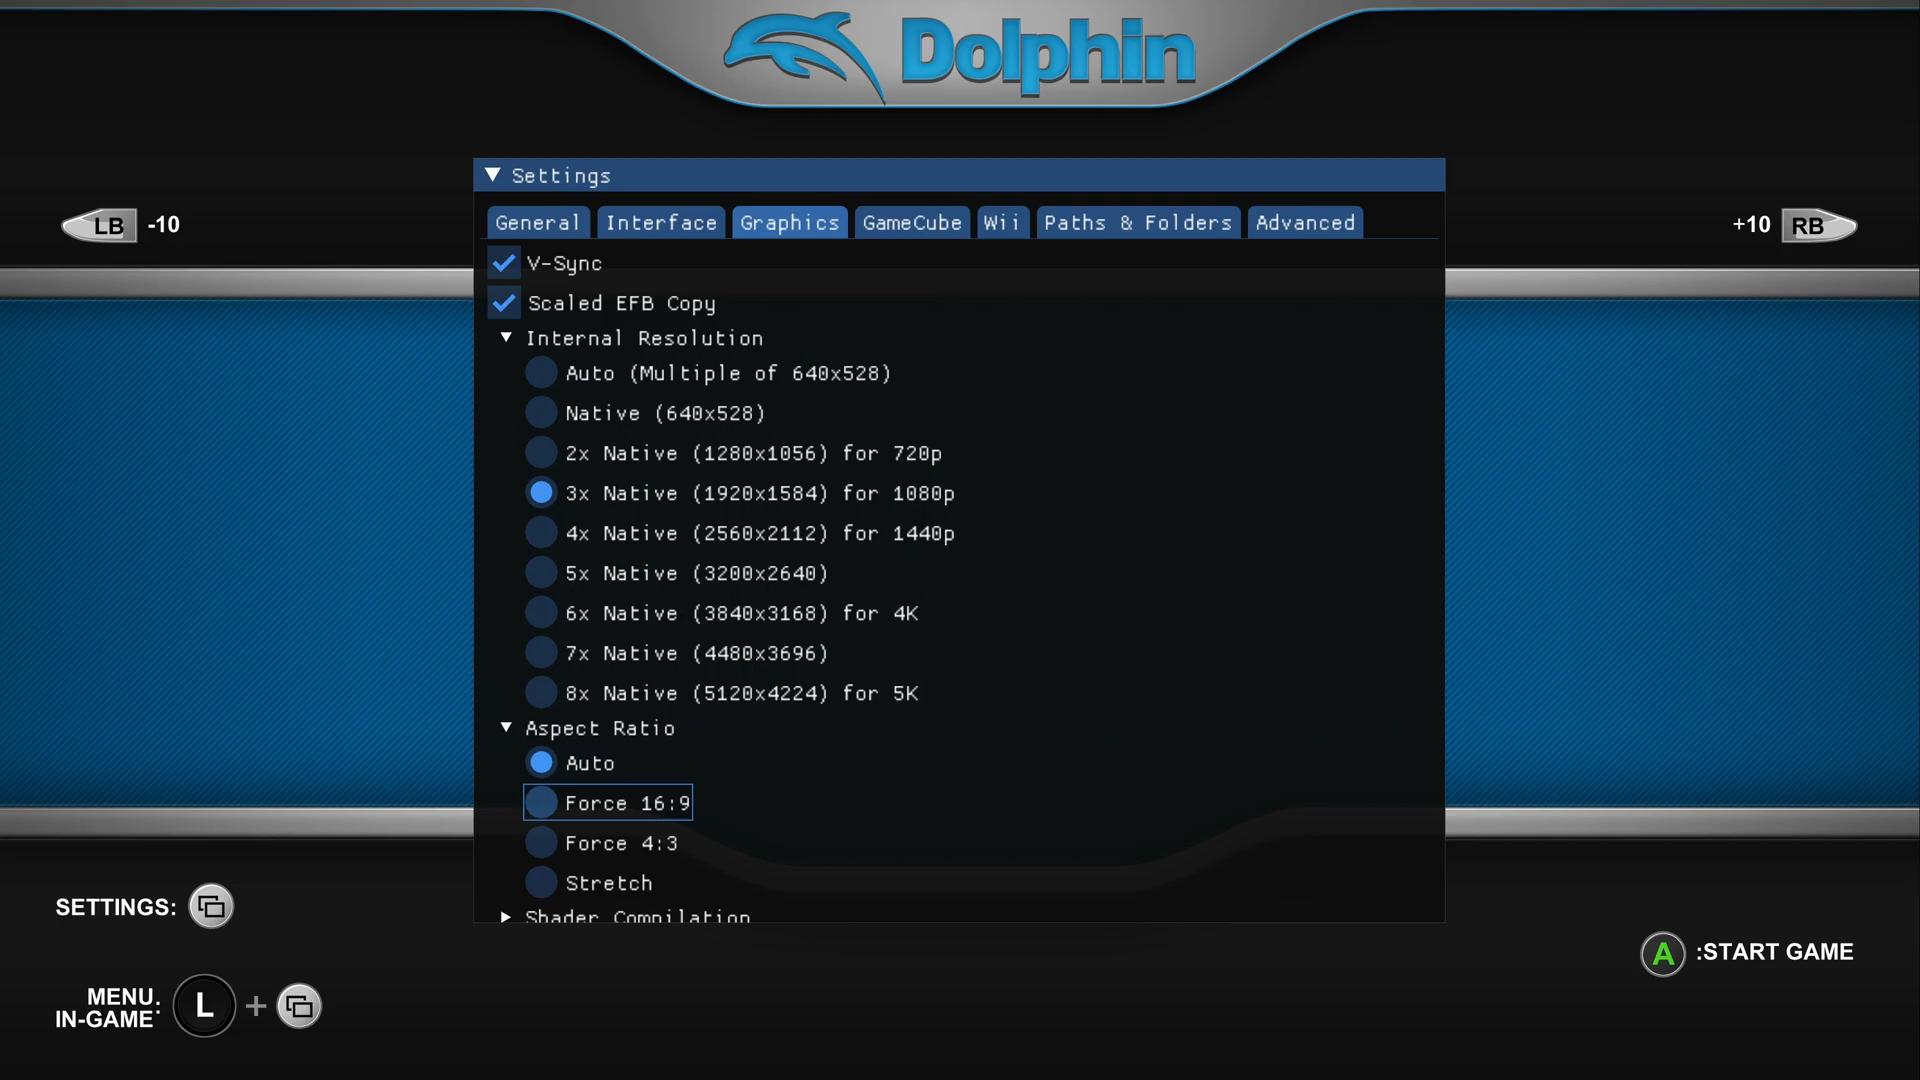 Dolphin
Settings
General Interface Graphics GameCube Wii Paths & Folders Advanced
LB -10
+10 RB
V-Sync
Scaled EFB Copy
Internal Resolution
Auto (Multiple of 640x528)
Native (640x528)
2x Native (1280x1056) for 720p
3x Native (1920x1584) for 1080p
4x Native (2560x2112) for 1440p
5x Native (3200x2640)
6x Native (3840x3168) for 4K
7x Native (4480x3696)
8x Native (5120x4224) for 5K
Aspect Ratio
Auto
Force 16:9
Force 4:3
Stretch
Shader Compilation
SETTINGS:
A :START GAME
MENU.
IN-GAME: L +